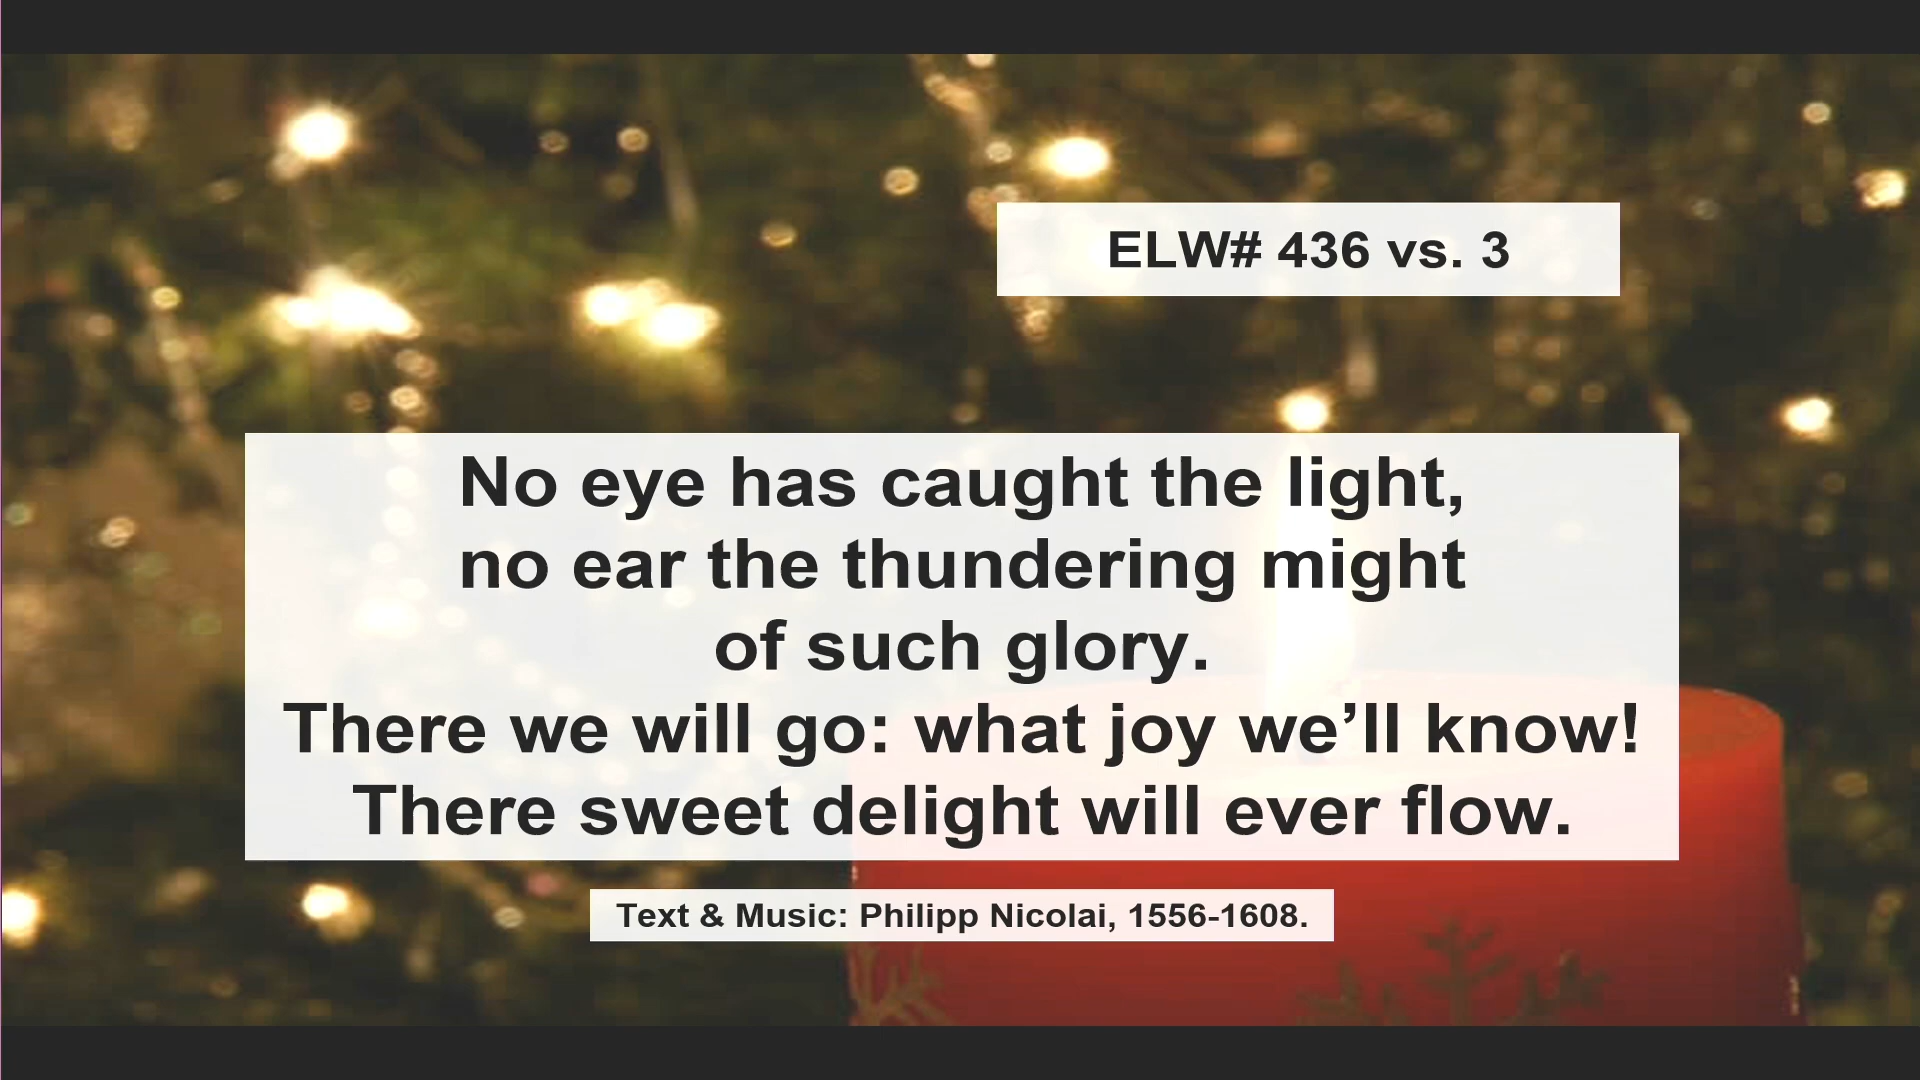 ELW# 436 vs. 3
No eye has caught the light,
no ear the thundering might
of such glory.
There we will go: what joy we’ll know!
There sweet delight will ever flow.
Text & Music: Philipp Nicolai, 1556-1608.